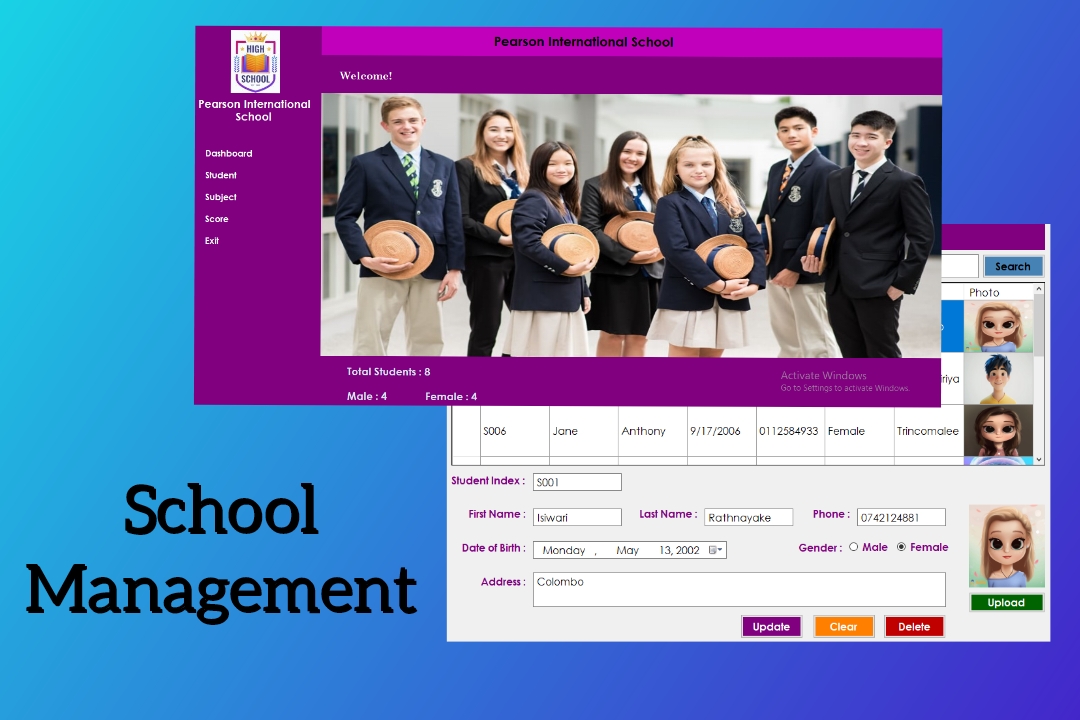 HIGH
SCHOOL
Pearson International
School
Dashboard
Student
Subject
Score
Exit
Pearson International School
Welcome!
Total Students : 8
Male : 4 Female : 4
Activate Windows
Go to Settings to activate Windows.
Search
Photo
S006 Jane Anthony 9/17/2006 0112584933 Female Trincomalee
Student Index : S001
First Name : Isiwari Last Name : Rathnayake Phone : 0742124881
Date of Birth : Monday , May 13, 2002 Gender : Male Female
Address : Colombo
Upload
Update Clear Delete
School
Management